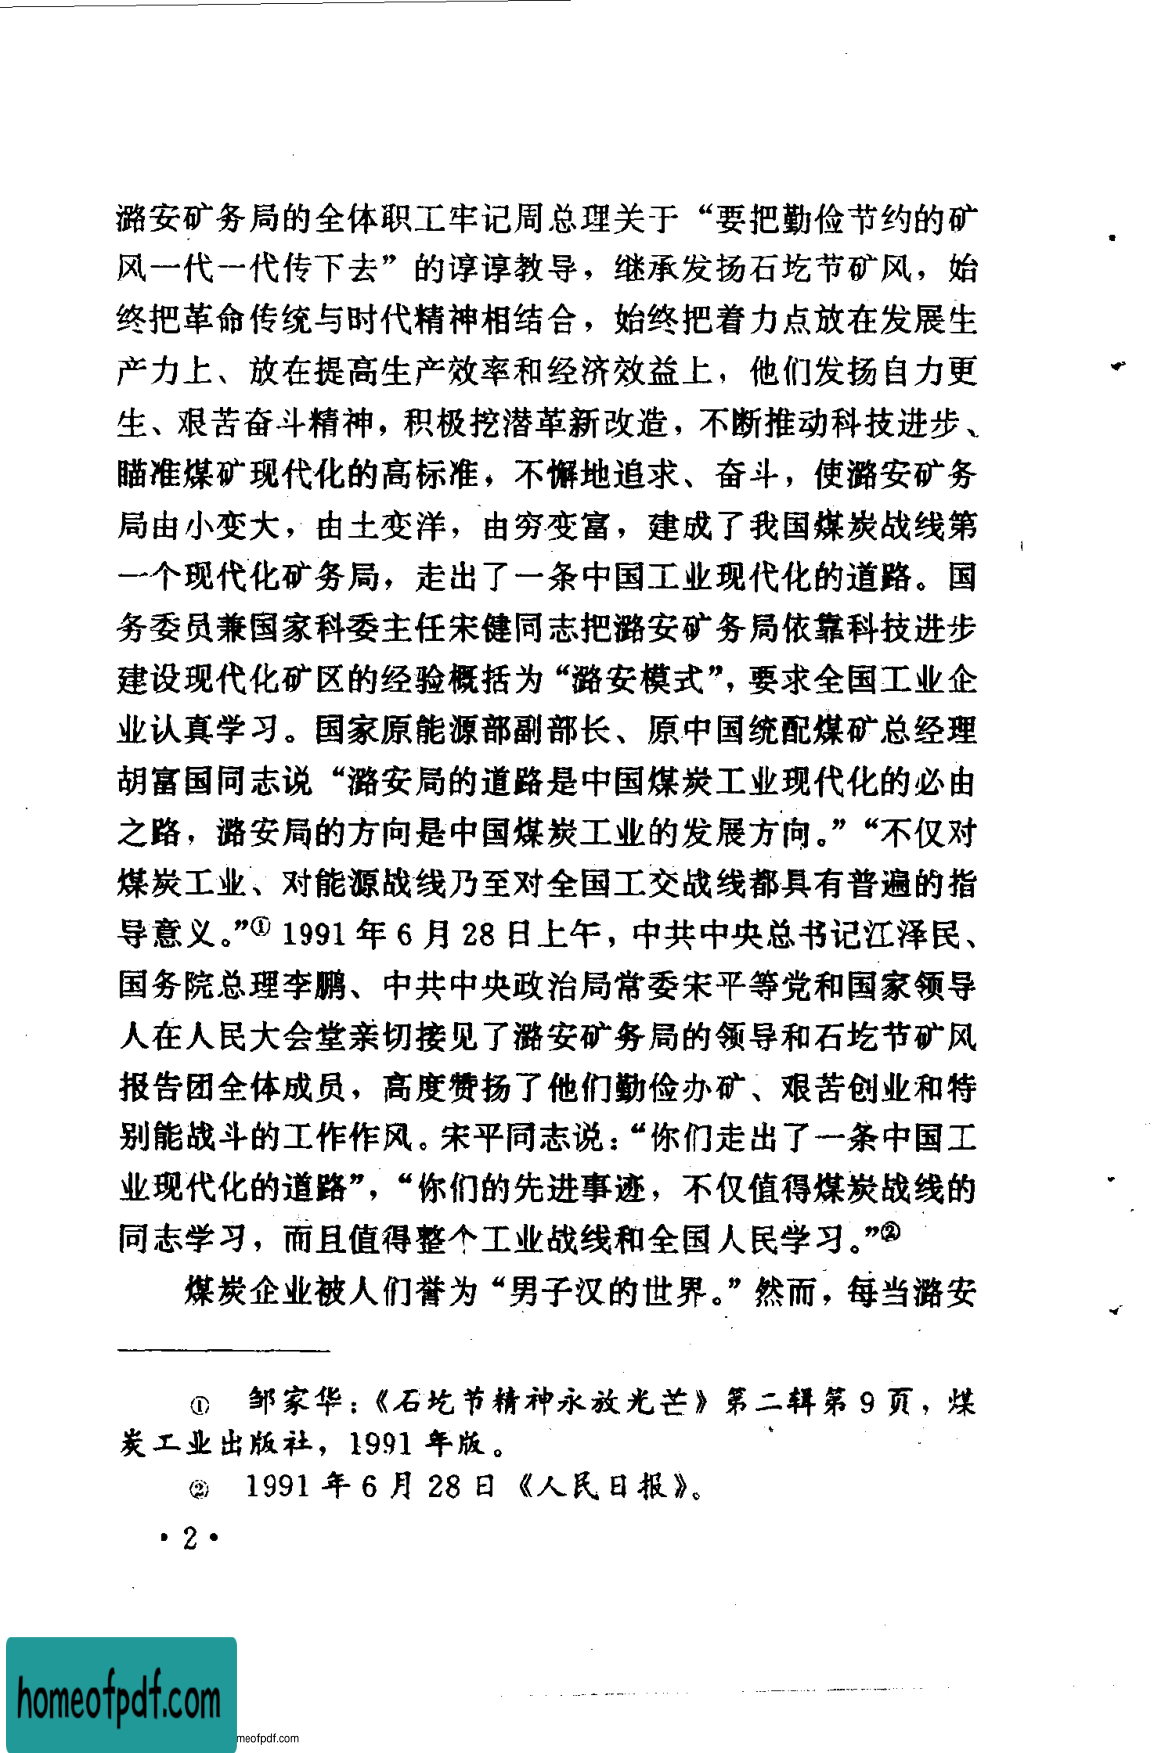 潞安矿务局的全体职工牢记周总理关于“要把勤俭节约的矿
风一代一代传下去”的谆谆教导，继承发扬石圪节矿风，始
终把革命传统与时代精神相结合，始终把着力点放在发展生
产力上、放在提高生产效率和经济效益上，他们发扬自力更
生、艰苦奋斗精神，积极挖潜革新改造，不断推动科技进步、
瞄准煤矿现代化的高标准，不懈地追求、奋斗，使潞安矿务
局由小变大，由土变洋，由穷变富，建成了我国煤炭战线第
一个现代化矿务局，走出了一条中国工业现代化的道路。国
务委员兼国家科委主任宋健同志把潞安矿务局依靠科技进步
建设现代化矿区的经验概括为“潞安模式”，要求全国工业企
业认真学习。国家原能源部副部长、原中国统配煤矿总经理
胡富国同志说“潞安局的道路是中国煤炭工业现代化的必由
之路，潞安局的方向是中国煤炭工业的发展方向。”“不仅对
煤炭工业、对能源战线乃至对全国工交战线都具有普遍的指
导意义。”① 1991年6月28日上午，中共中央总书记江泽民、
国务院总理李鹏、中共中央政治局常委宋平等党和国家领导
人在人民大会堂亲切接见了潞安矿务局的领导和石圪节矿风
报告团全体成员，高度赞扬了他们勤俭办矿、艰苦创业和特
别能战斗的工作作风。宋平同志说：“你们走出了一条中国工
业现代化的道路”，“你们的先进事迹，不仅值得煤炭战线的
同志学习，而且值得整个工业战线和全国人民学习。”②
煤炭企业被人们誉为“男子汉的世界。”然而，每当潞安
① 邹家华：《石圪节精神永放光芒》第二辑第9页，煤
炭工业出版社，1991年版。
② 1991年6月28日《人民日报》。
·2·
homeofpdf.com
meofpdf.com